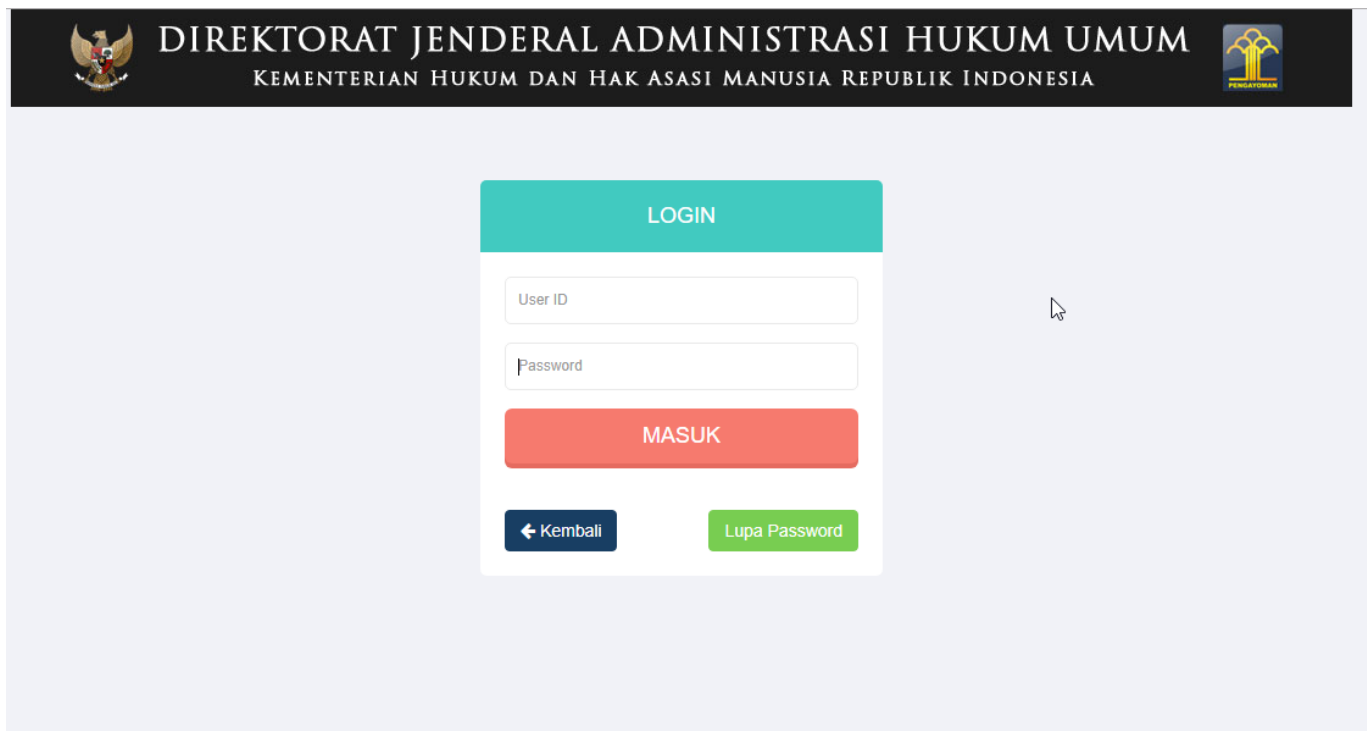 DIREKTORAT JENDERAL ADMINISTRASI HUKUM UMUM
KEMENTERIAN HUKUM DAN HAK ASASI MANUSIA REPUBLIK INDONESIA
PENGAYOMAN
LOGIN
User ID
Password
MASUK
Kembali
Lupa Password